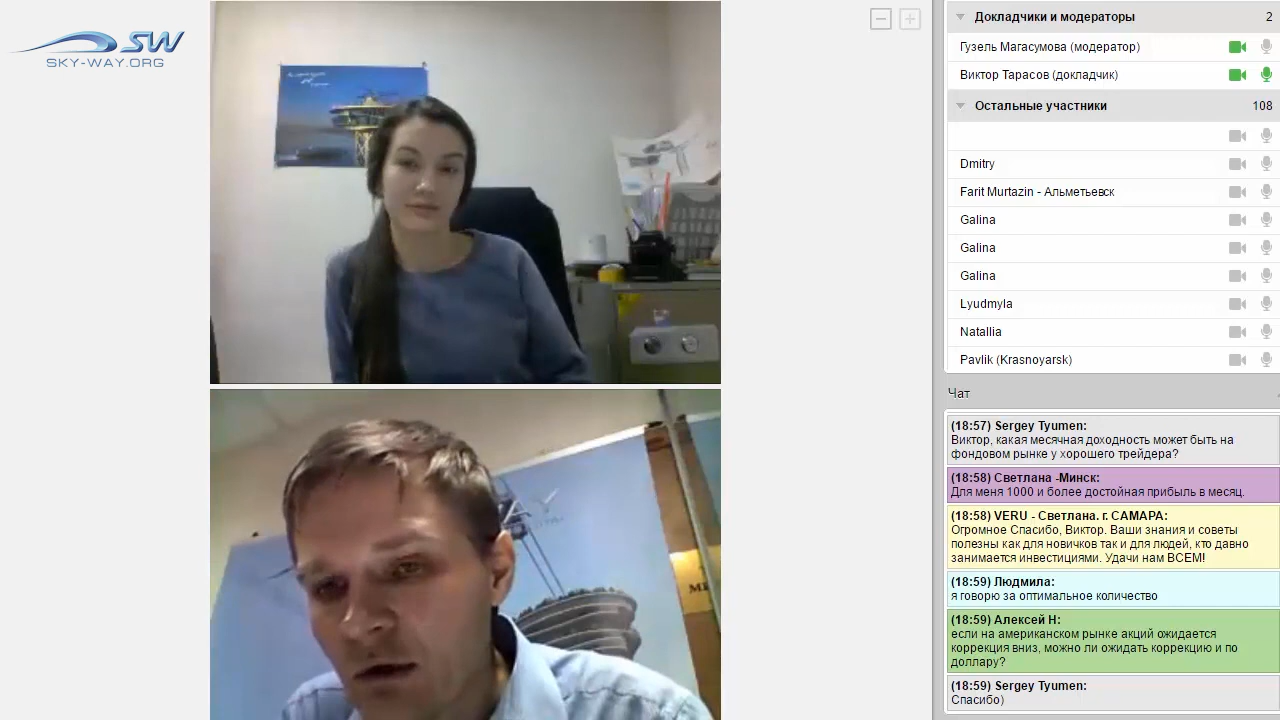 SW
SKY-WAY.ORG
Докладчики и модераторы 2
Гузель Магасумова (модератор)
Виктор Тарасов (докладчик)
Остальные участники 108
Dmitry
Farit Murtazin - Альметьевск
Galina
Galina
Galina
Lyudmyla
Natallia
Pavlik (Krasnoyarsk)
Чат
(18:57) Sergey Tyumen:
Виктор, какая месячная доходность может быть на
фондовом рынке у хорошего трейдера?
(18:58) Светлана -Минск:
Для меня 1000 и более достойная прибыль в месяц.
(18:58) VERU - Светлана. г. САМАРА:
Огромное Спасибо, Виктор. Ваши знания и советы
полезны как для новичков так и для людей, кто давно
занимается инвестициями. Удачи нам ВСЕМ!
(18:59) Людмила:
я говорю за оптимальное количество
(18:59) Алексей Н:
если на американском рынке акций ожидается
коррекция вниз, можно ли ожидать коррекцию и по
доллару?
(18:59) Sergey Tyumen:
Спасибо)